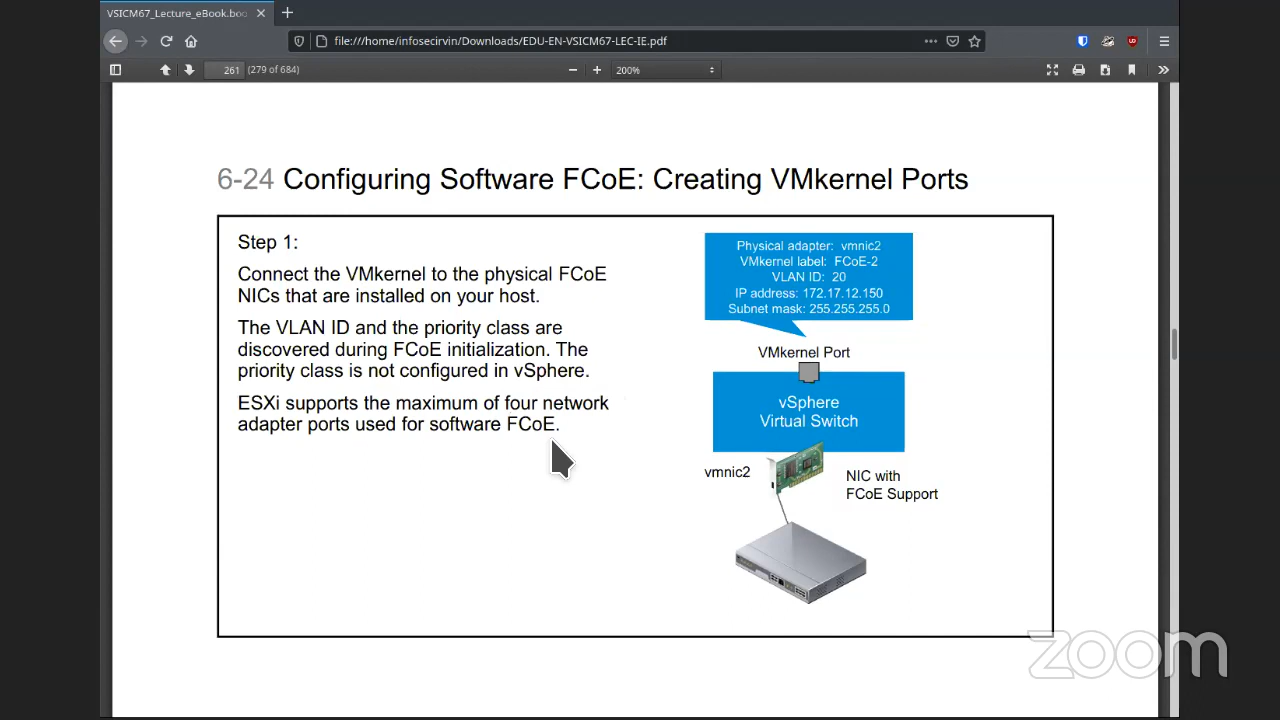 VSICM67_Lecture_eBook.boo
file:///home/infosecirvin/Downloads/EDU-EN-VSICM67-LEC-IE.pdf
261 (279 of 684)
200%
6-24 Configuring Software FCoE: Creating VMkernel Ports
Step 1:
Connect the VMkernel to the physical FCoE
NICs that are installed on your host.
The VLAN ID and the priority class are
discovered during FCoE initialization. The
priority class is not configured in vSphere.
ESXi supports the maximum of four network
adapter ports used for software FCoE.
Physical adapter: vmnic2
VMkernel label: FCoE-2
VLAN ID: 20
IP address: 172.17.12.150
Subnet mask: 255.255.255.0
VMkernel Port
vSphere
Virtual Switch
vmnic2
NIC with
FCoE Support
zoom